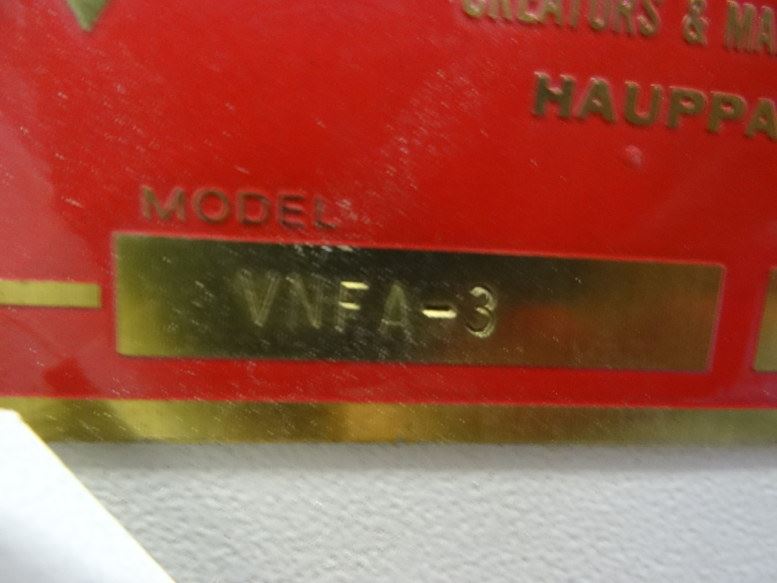 CREATORS & MA
HAUPPA
MODEL
VNFA-3